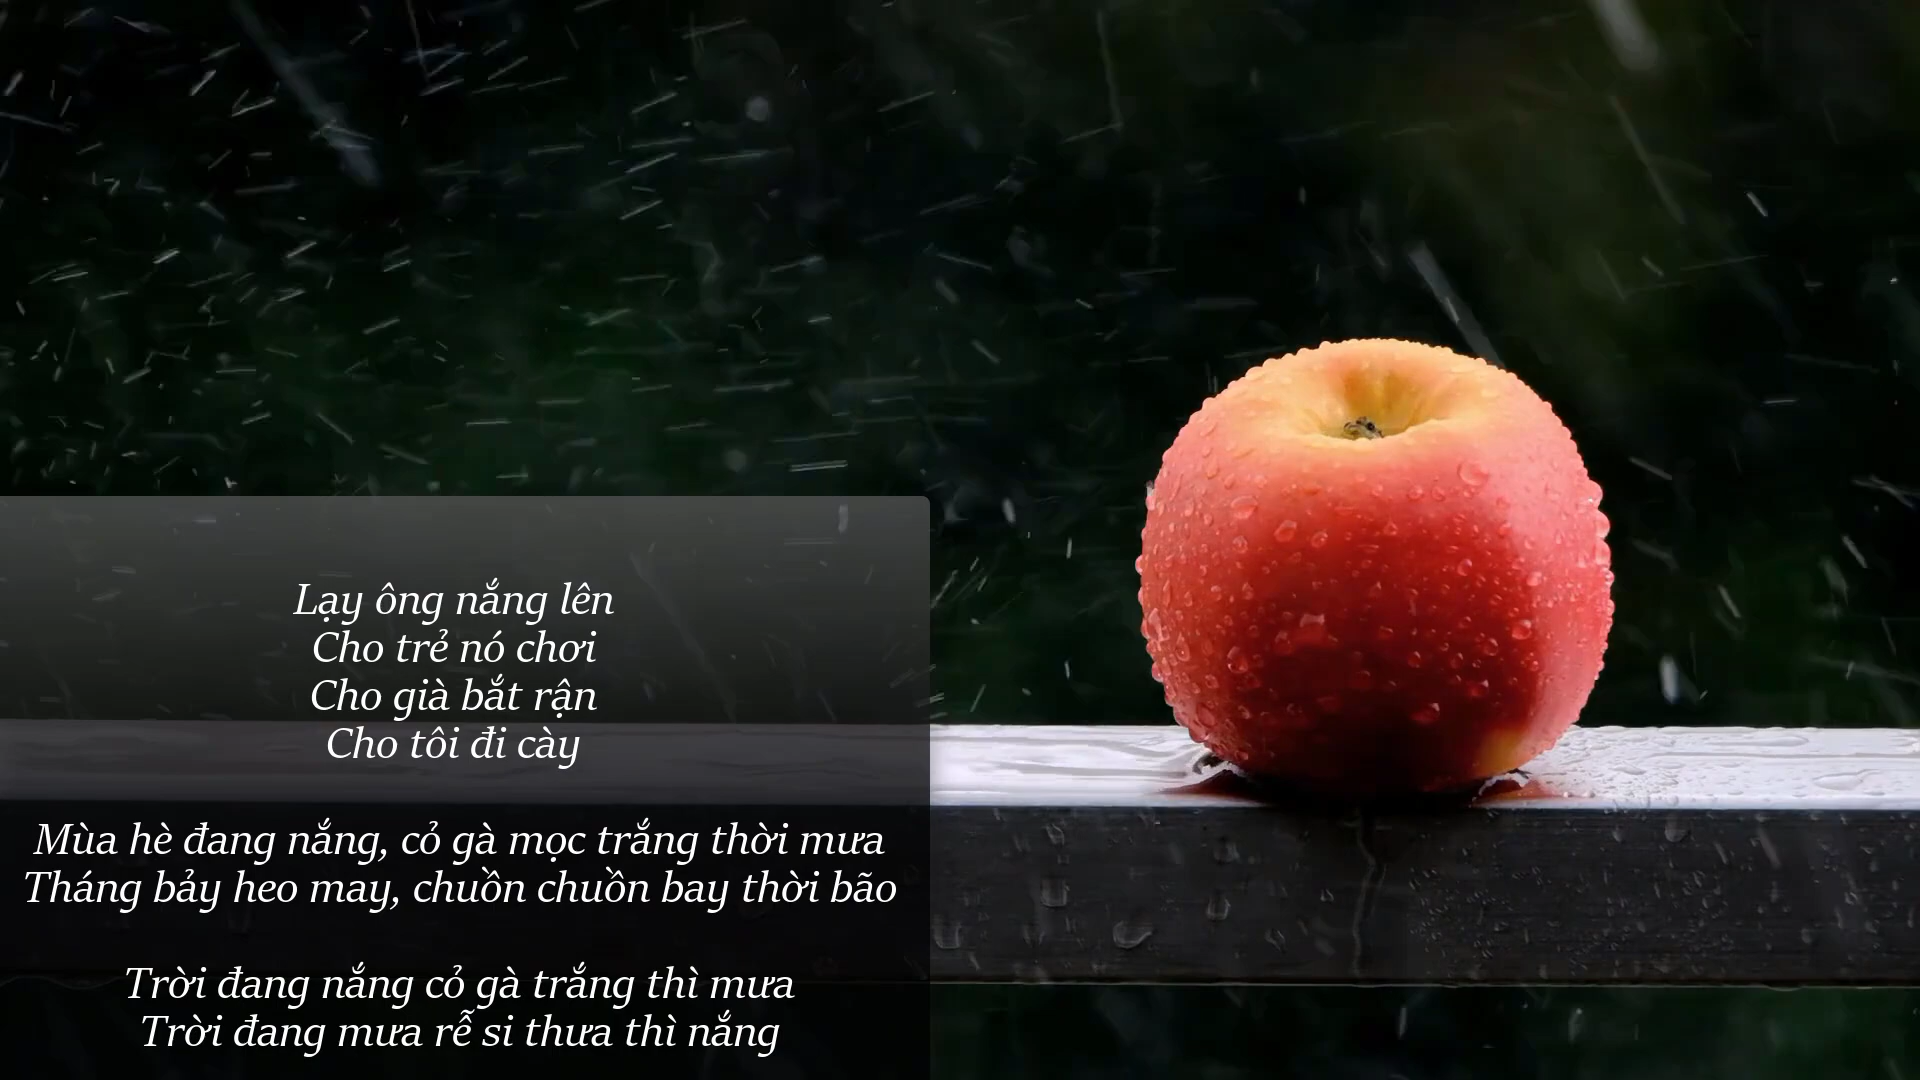 Lạy ông nắng lên
Cho trẻ nó chơi
Cho già bắt rận
Cho tôi đi cày
Mùa hè đang nắng, cỏ gà mọc trắng thời mưa
Tháng bảy heo may, chuồn chuồn bay thời bão
Trời đang nắng cỏ gà trắng thì mưa
Trời đang mưa rễ si thưa thì nắng